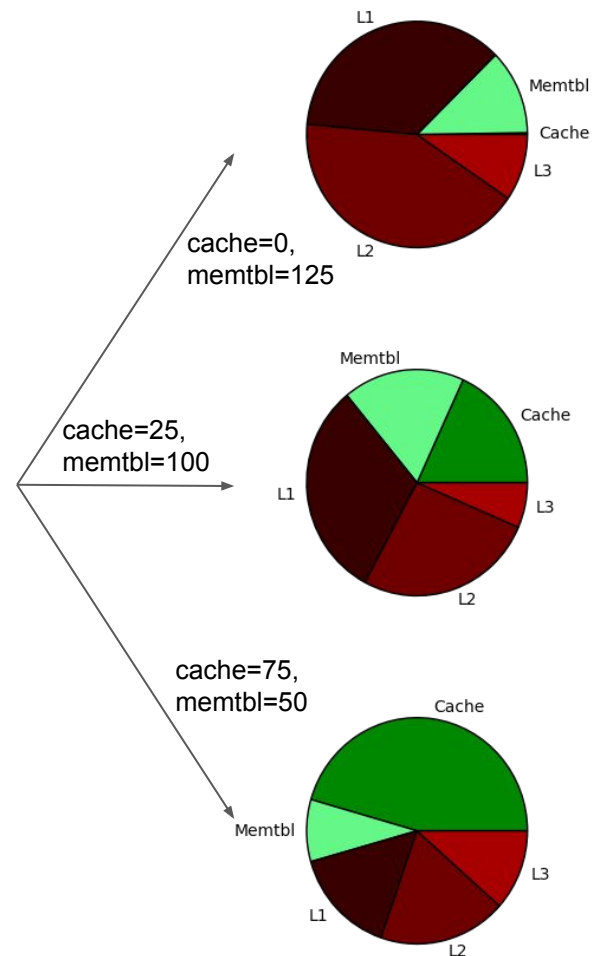 L1
Memtbl
Cache
L3
L2
cache=0,
memtbl=125
Memtbl
Cache
cache=25,
memtbl=100
L1
L3
L2
cache=75,
memtbl=50
Cache
Memtbl
L3
L1
L2